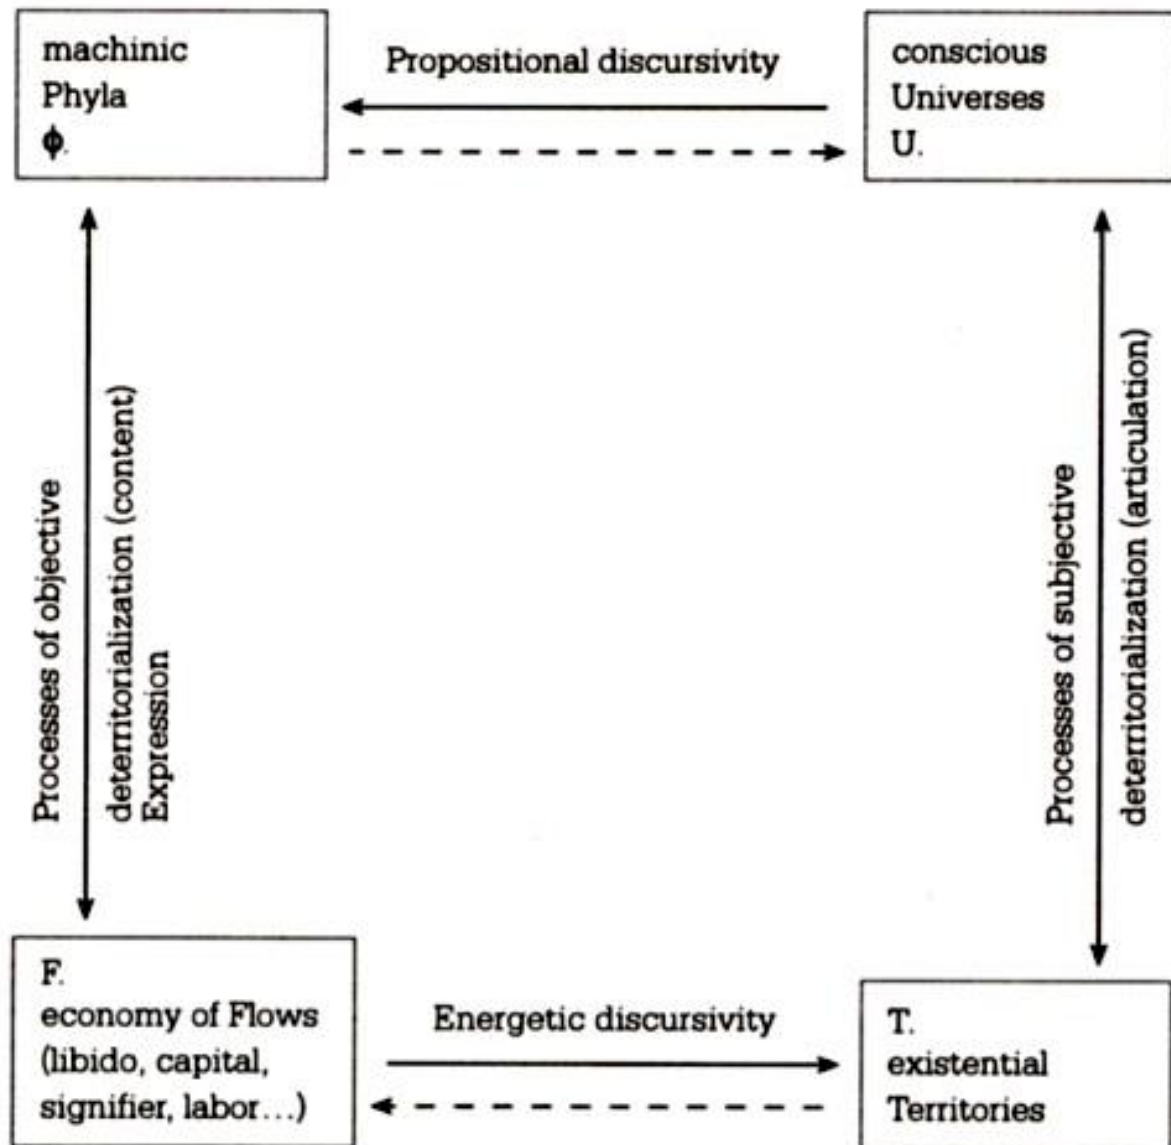 machinic
Phyla
ϕ.
Propositional discursivity
conscious
Universes
U.
Processes of objective
deterritorialization (content)
Expression
Processes of subjective
deterritorialization (articulation)
F.
economy of Flows
(libido, capital,
signifier, labor...)
Energetic discursivity
T.
existential
Territories